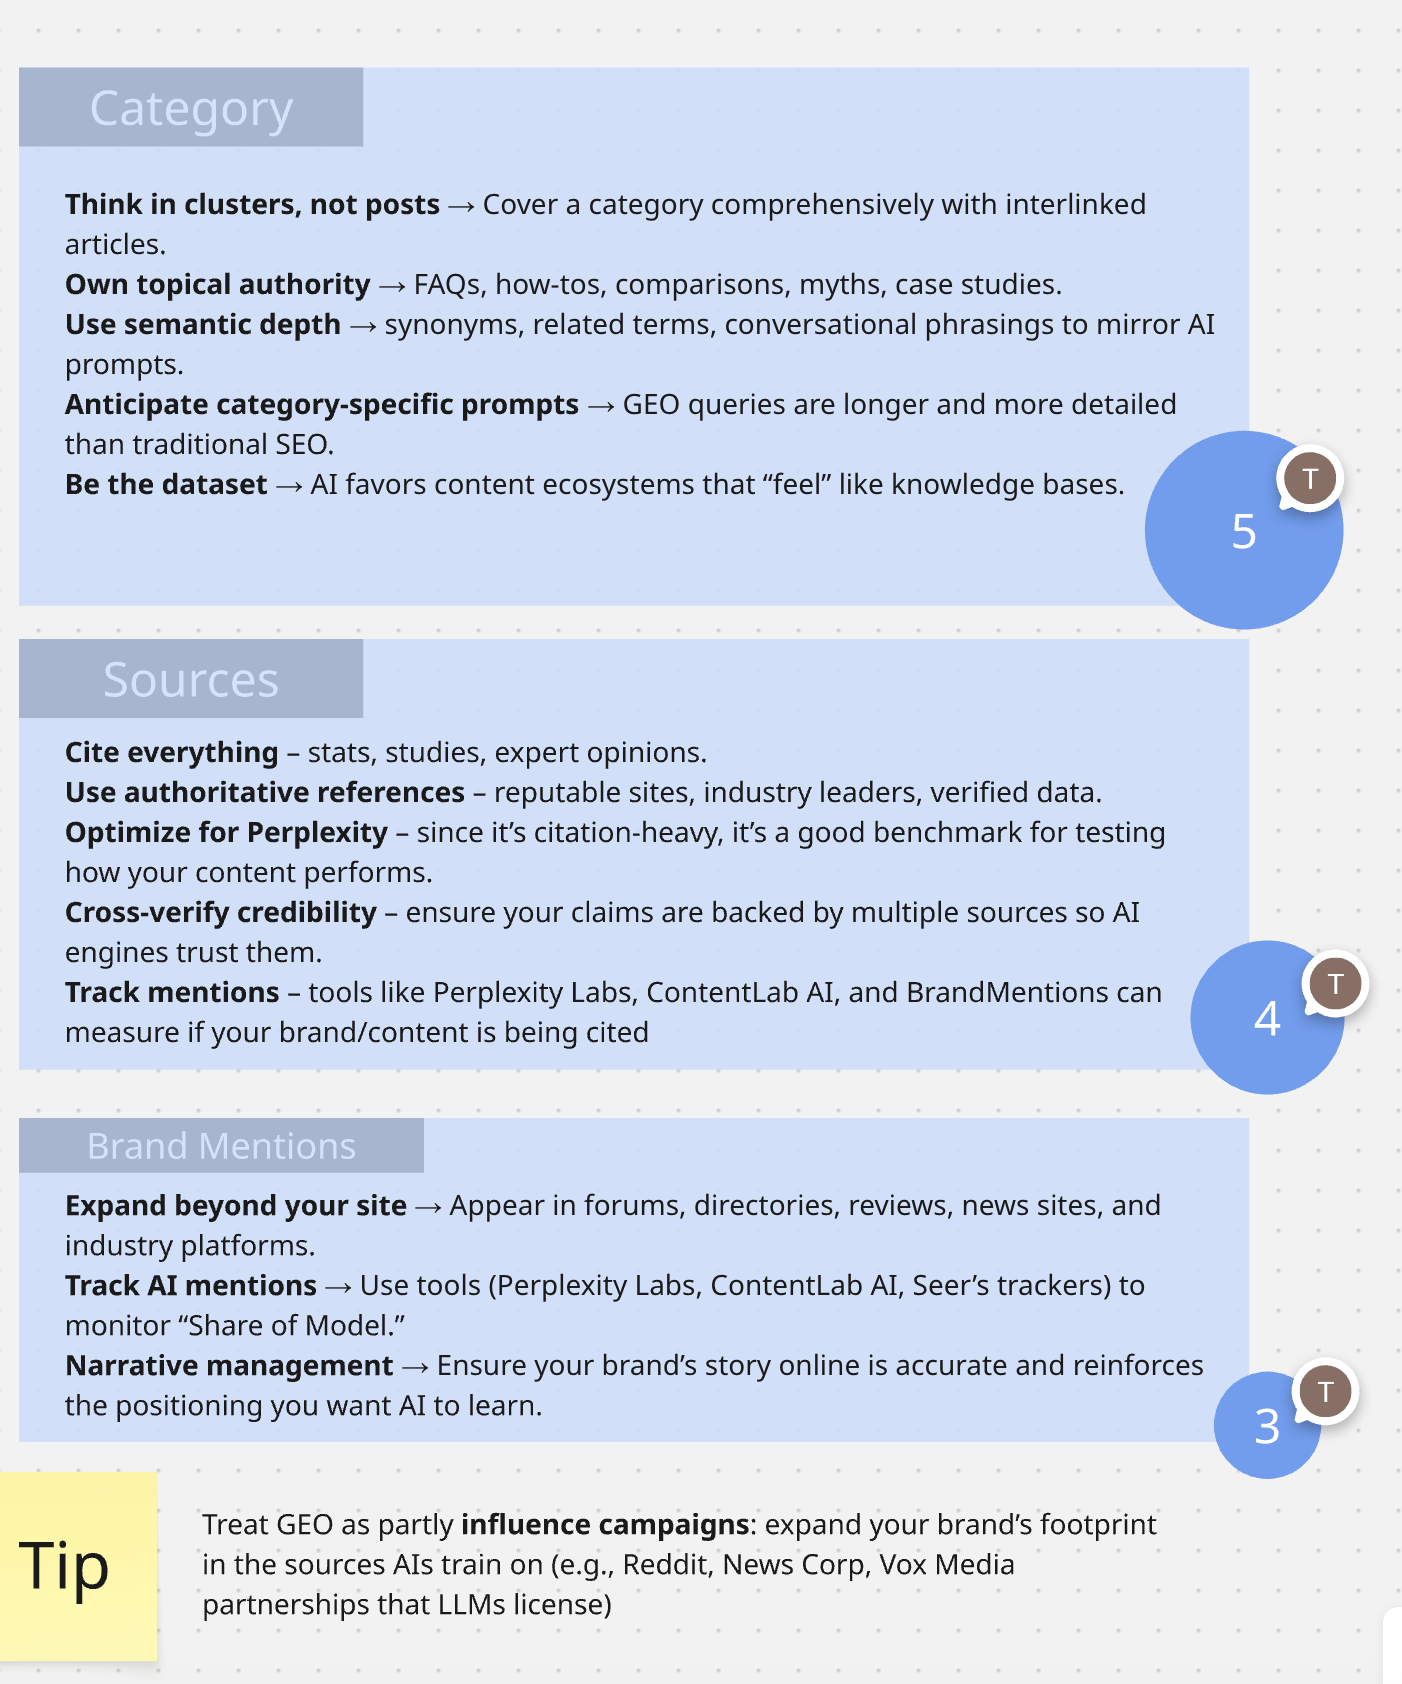 Category
Think in clusters, not posts → Cover a category comprehensively with interlinked
articles.
Own topical authority → FAQs, how-tos, comparisons, myths, case studies.
Use semantic depth → synonyms, related terms, conversational phrasings to mirror AI
prompts.
Anticipate category-specific prompts → GEO queries are longer and more detailed
than traditional SEO.
Be the dataset → AI favors content ecosystems that “feel” like knowledge bases.
T
5
Sources
Cite everything – stats, studies, expert opinions.
Use authoritative references – reputable sites, industry leaders, verified data.
Optimize for Perplexity – since it’s citation-heavy, it’s a good benchmark for testing
how your content performs.
Cross-verify credibility – ensure your claims are backed by multiple sources so AI
engines trust them.
Track mentions – tools like Perplexity Labs, ContentLab AI, and BrandMentions can
measure if your brand/content is being cited
T
4
Brand Mentions
Expand beyond your site → Appear in forums, directories, reviews, news sites, and
industry platforms.
Track AI mentions → Use tools (Perplexity Labs, ContentLab AI, Seer’s trackers) to
monitor “Share of Model.”
Narrative management → Ensure your brand’s story online is accurate and reinforces
the positioning you want AI to learn.
T
3
Tip
Treat GEO as partly influence campaigns: expand your brand’s footprint
in the sources AIs train on (e.g., Reddit, News Corp, Vox Media
partnerships that LLMs license)